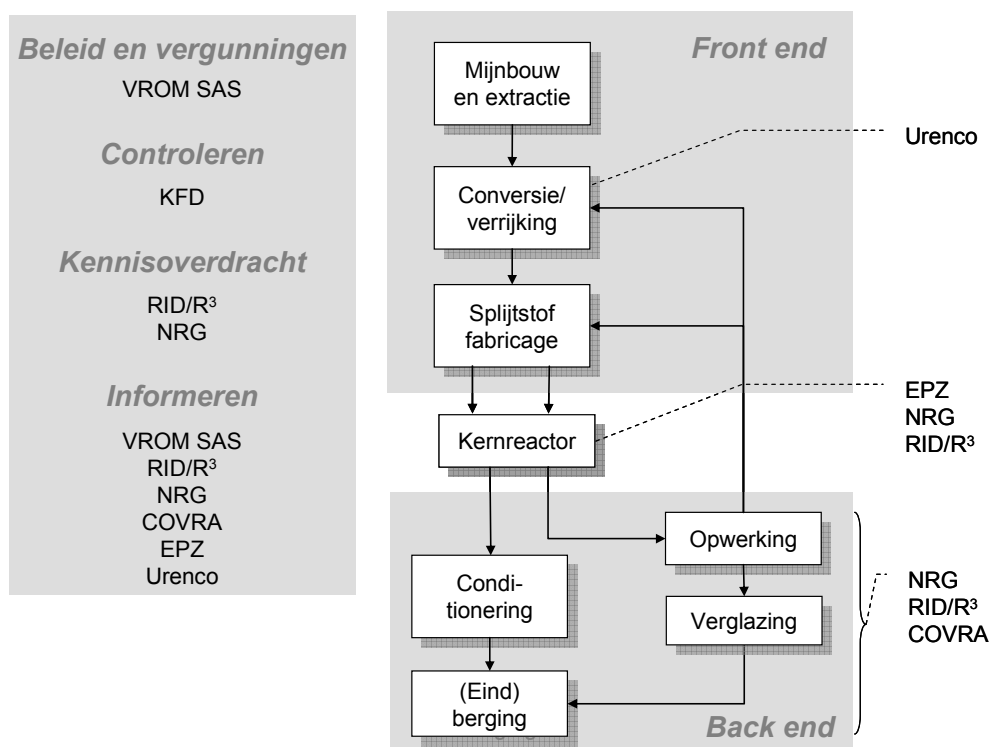 Beleid en vergunningen
VROM SAS
Controleren
KFD
Kennisoverdracht
RID/R³
NRG
Informeren
VROM SAS
RID/R³
NRG
COVRA
EPZ
Urenco
Front end
Mijnbouw
en extractie
Urenco
Conversie/
verrijking
Splijtstof
fabricage
EPZ
NRG
RID/R³
Kernreactor
Opwerking
Condi-
tionering
Verglazing
NRG
RID/R³
COVRA
(Eind)
berging
Back end